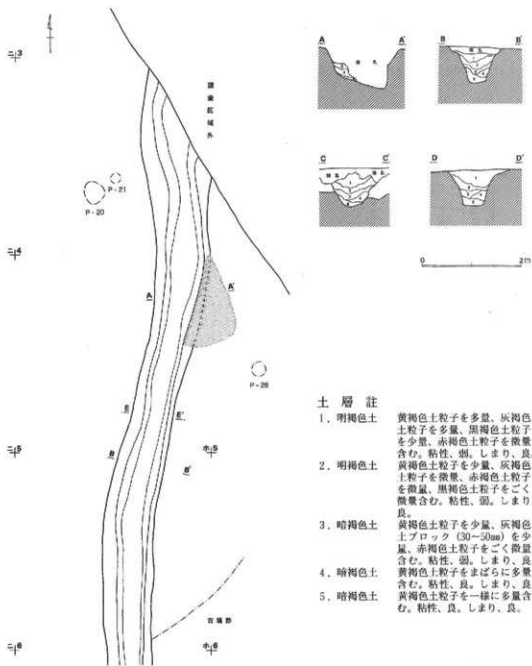 ニ-3
調査区域外
P-21
P-20
ニ-4
A
A'
P-28
E
E'
B
B'
ニ-5
ホ-5
古墳跡
ニ-6
ホ-6
A
A'
攪乱
B
B'
攪乱
C
C'
攪乱
攪乱
D
D'
0
2m
土層註
1. 明褐色土 黄褐色土粒子を多量、灰褐色
土粒子を多量、黒褐色土粒子
を少量、赤褐色土粒子を微量
含む。粘性、弱。しまり、良。
2. 明褐色土 黄褐色土粒子を少量、灰褐色
土粒子を微量、赤褐色土粒子
を微量、黒褐色土粒子をごく
微量含む。粘性、弱。しまり、
良。
3. 暗褐色土 黄褐色土粒子を少量、灰褐色
土ブロック(30~50㎜)を少
量、赤褐色土粒子をごく微量
含む。粘性、弱。しまり、良。
4. 暗褐色土 黄褐色土粒子をまばらに多量
含む。粘性、良。しまり、良。
5. 暗褐色土 黄褐色土粒子を一様に多量含
む。粘性、良。しまり、良。